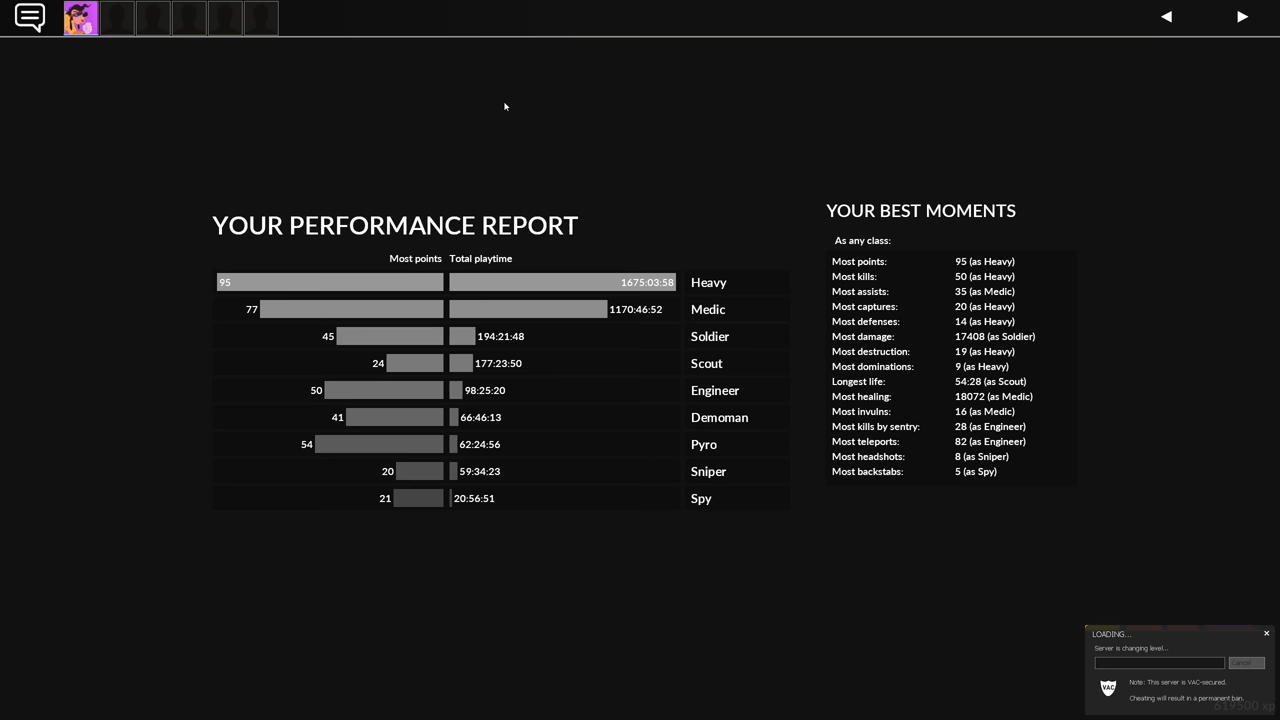 YOUR PERFORMANCE REPORT
Most points Total playtime
95 1675:03:58 Heavy
77 1170:46:52 Medic
45 194:21:48 Soldier
24 177:23:50 Scout
50 98:25:20 Engineer
41 66:46:13 Demoman
54 62:24:56 Pyro
20 59:34:23 Sniper
21 20:56:51 Spy
YOUR BEST MOMENTS
As any class:
Most points: 95 (as Heavy)
Most kills: 50 (as Heavy)
Most assists: 35 (as Medic)
Most captures: 20 (as Heavy)
Most defenses: 14 (as Heavy)
Most damage: 17408 (as Soldier)
Most destruction: 19 (as Heavy)
Most dominations: 9 (as Heavy)
Longest life: 54:28 (as Scout)
Most healing: 18072 (as Medic)
Most invulns: 16 (as Medic)
Most kills by sentry: 28 (as Engineer)
Most teleports: 82 (as Engineer)
Most headshots: 8 (as Sniper)
Most backstabs: 5 (as Spy)
LOADING...
Server is changing level...
Cancel
VAC
Note: This server is VAC-secured.
Cheating will result in a permanent ban.
619500 xp